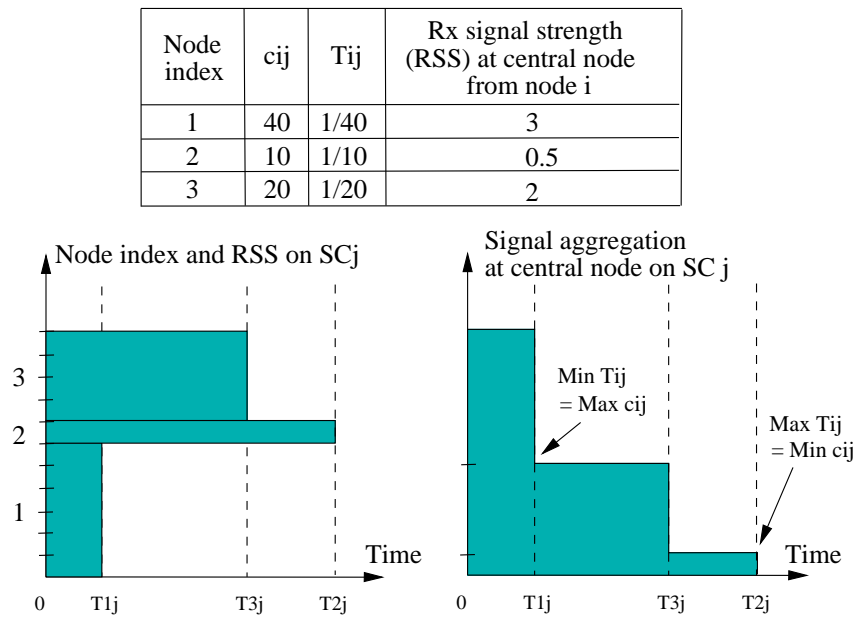 Node index cij Tij Rx signal strength (RSS) at central node from node i
1 40 1/40 3
2 10 1/10 0.5
3 20 1/20 2
Node index and RSS on SCj
3
2
1
Time
0 T1j T3j T2j
Signal aggregation
at central node on SC j
Min Tij
= Max cij
Max Tij
= Min cij
Time
0 T1j T3j T2j